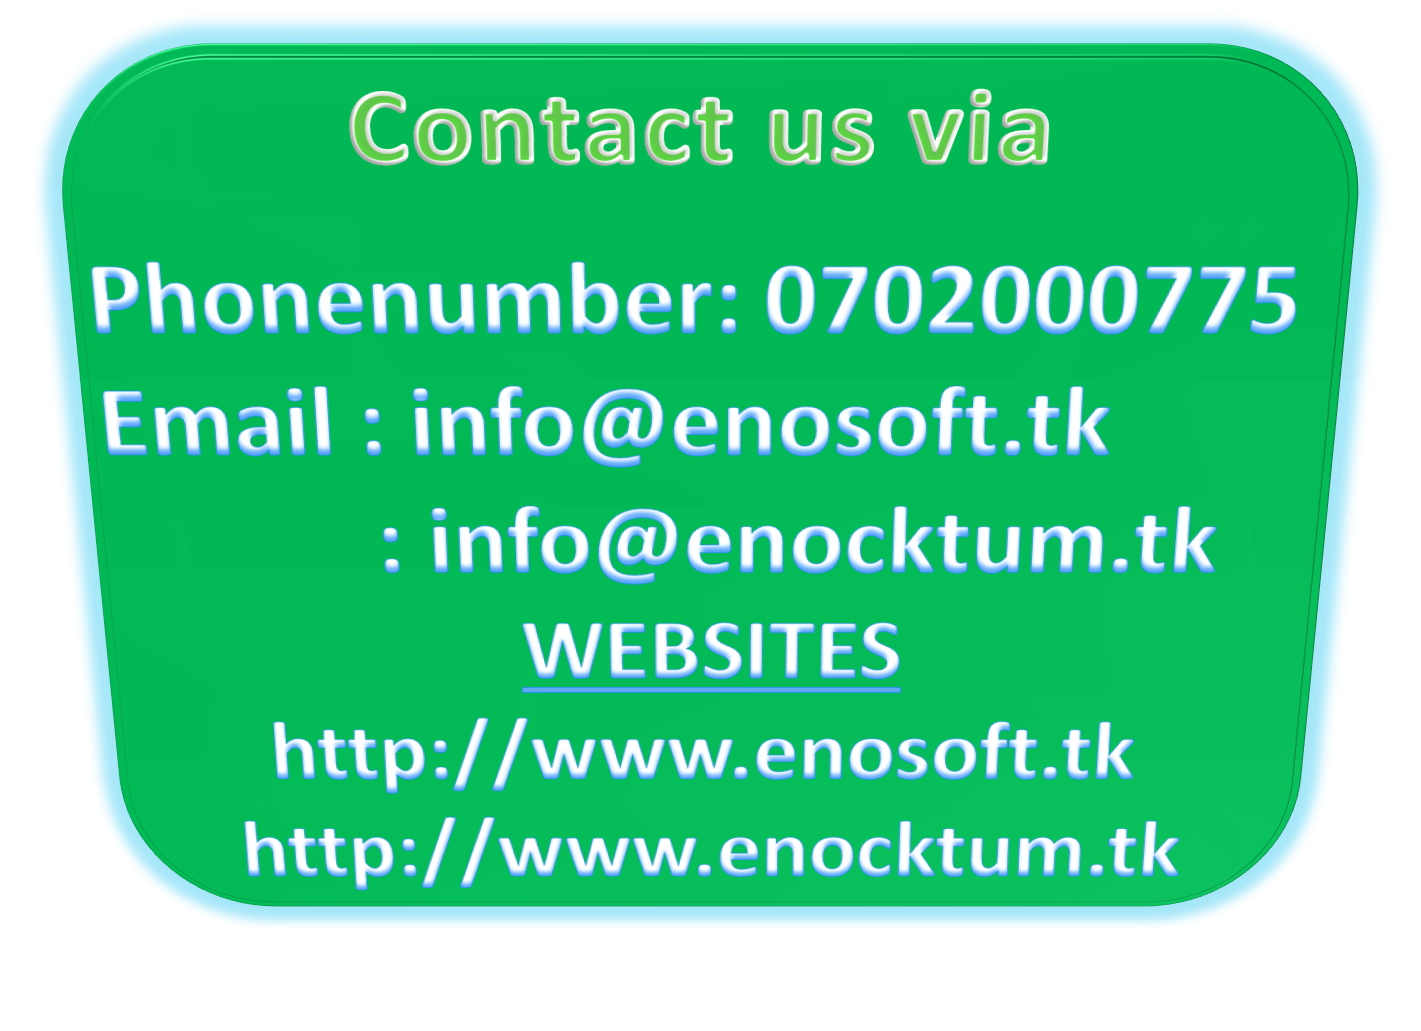 Contact us via
Phonenumber: 0702000775
Email : info@enosoft.tk
: info@enocktum.tk
WEBSITES
http://www.enosoft.tk
http://www.enocktum.tk